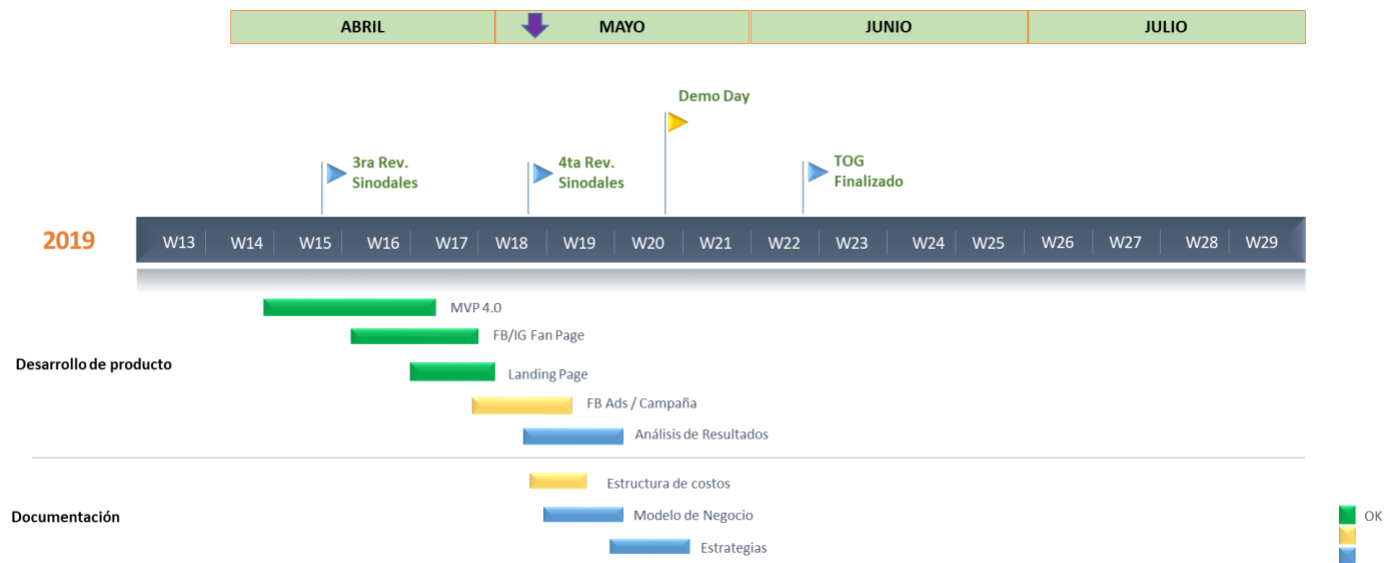 ABRIL MAYO JUNIO JULIO
Demo Day
3ra Rev.
Sinodales
4ta Rev.
Sinodales
TOG
Finalizado
2019 W13 W14 W15 W16 W17 W18 W19 W20 W21 W22 W23 W24 W25 W26 W27 W28 W29
MVP 4.0
FB/IG Fan Page
Desarrollo de producto
Landing Page
FB Ads / Campaña
Análisis de Resultados
Estructura de costos
Documentación
Modelo de Negocio
OK
Estrategias